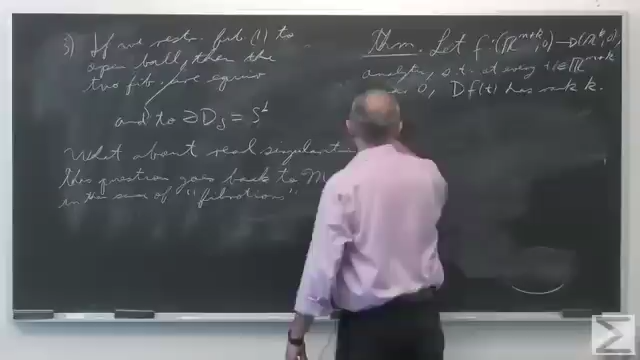 3) If we restr. fib. (1) to
open ball, then the
two fib. are equiv
and to ∂D_δ = S^1
What about real singularit
this question goes back to M
in the sense of "fibrations"
Thm. Let f: (R^{n+k}, 0) → (R^k, 0),
analytic, s.t. at every x ∈ R^{n+k}
0, Df(x) has rank k.
Σ